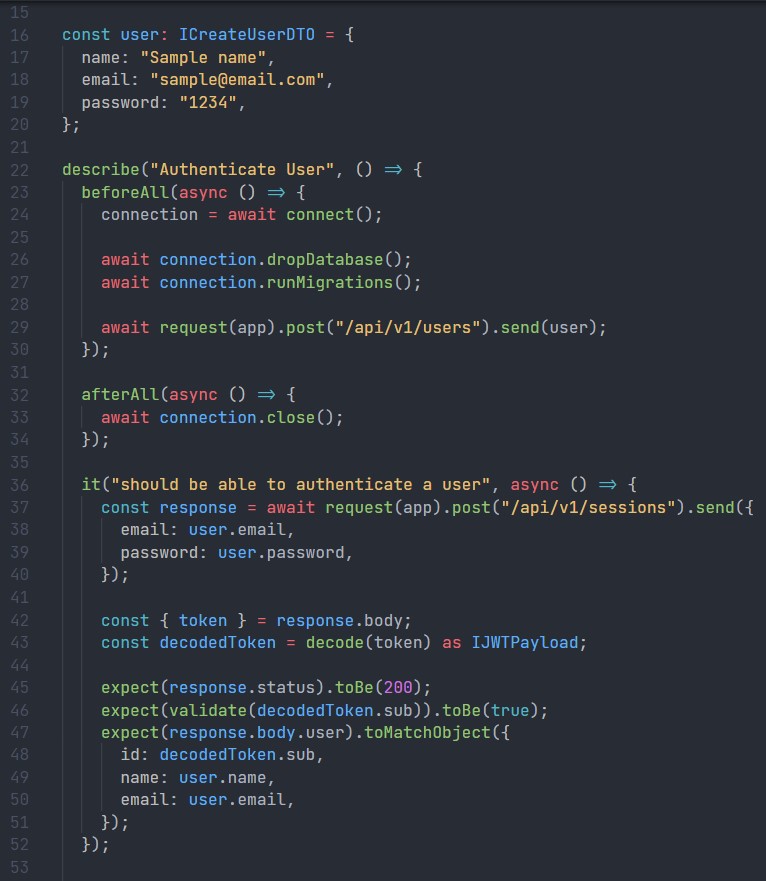 15
16 const user: ICreateUserDTO = {
17 name: "Sample name",
18 email: "sample@email.com",
19 password: "1234",
20 };
21
22 describe("Authenticate User", () => {
23 beforeAll(async () => {
24 connection = await connect();
25
26 await connection.dropDatabase();
27 await connection.runMigrations();
28
29 await request(app).post("/api/v1/users").send(user);
30 });
31
32 afterAll(async () => {
33 await connection.close();
34 });
35
36 it("should be able to authenticate a user", async () => {
37 const response = await request(app).post("/api/v1/sessions").send({
38 email: user.email,
39 password: user.password,
40 });
41
42 const { token } = response.body;
43 const decodedToken = decode(token) as IJWTPayload;
44
45 expect(response.status).toBe(200);
46 expect(validate(decodedToken.sub)).toBe(true);
47 expect(response.body.user).toMatchObject({
48 id: decodedToken.sub,
49 name: user.name,
50 email: user.email,
51 });
52 });
53